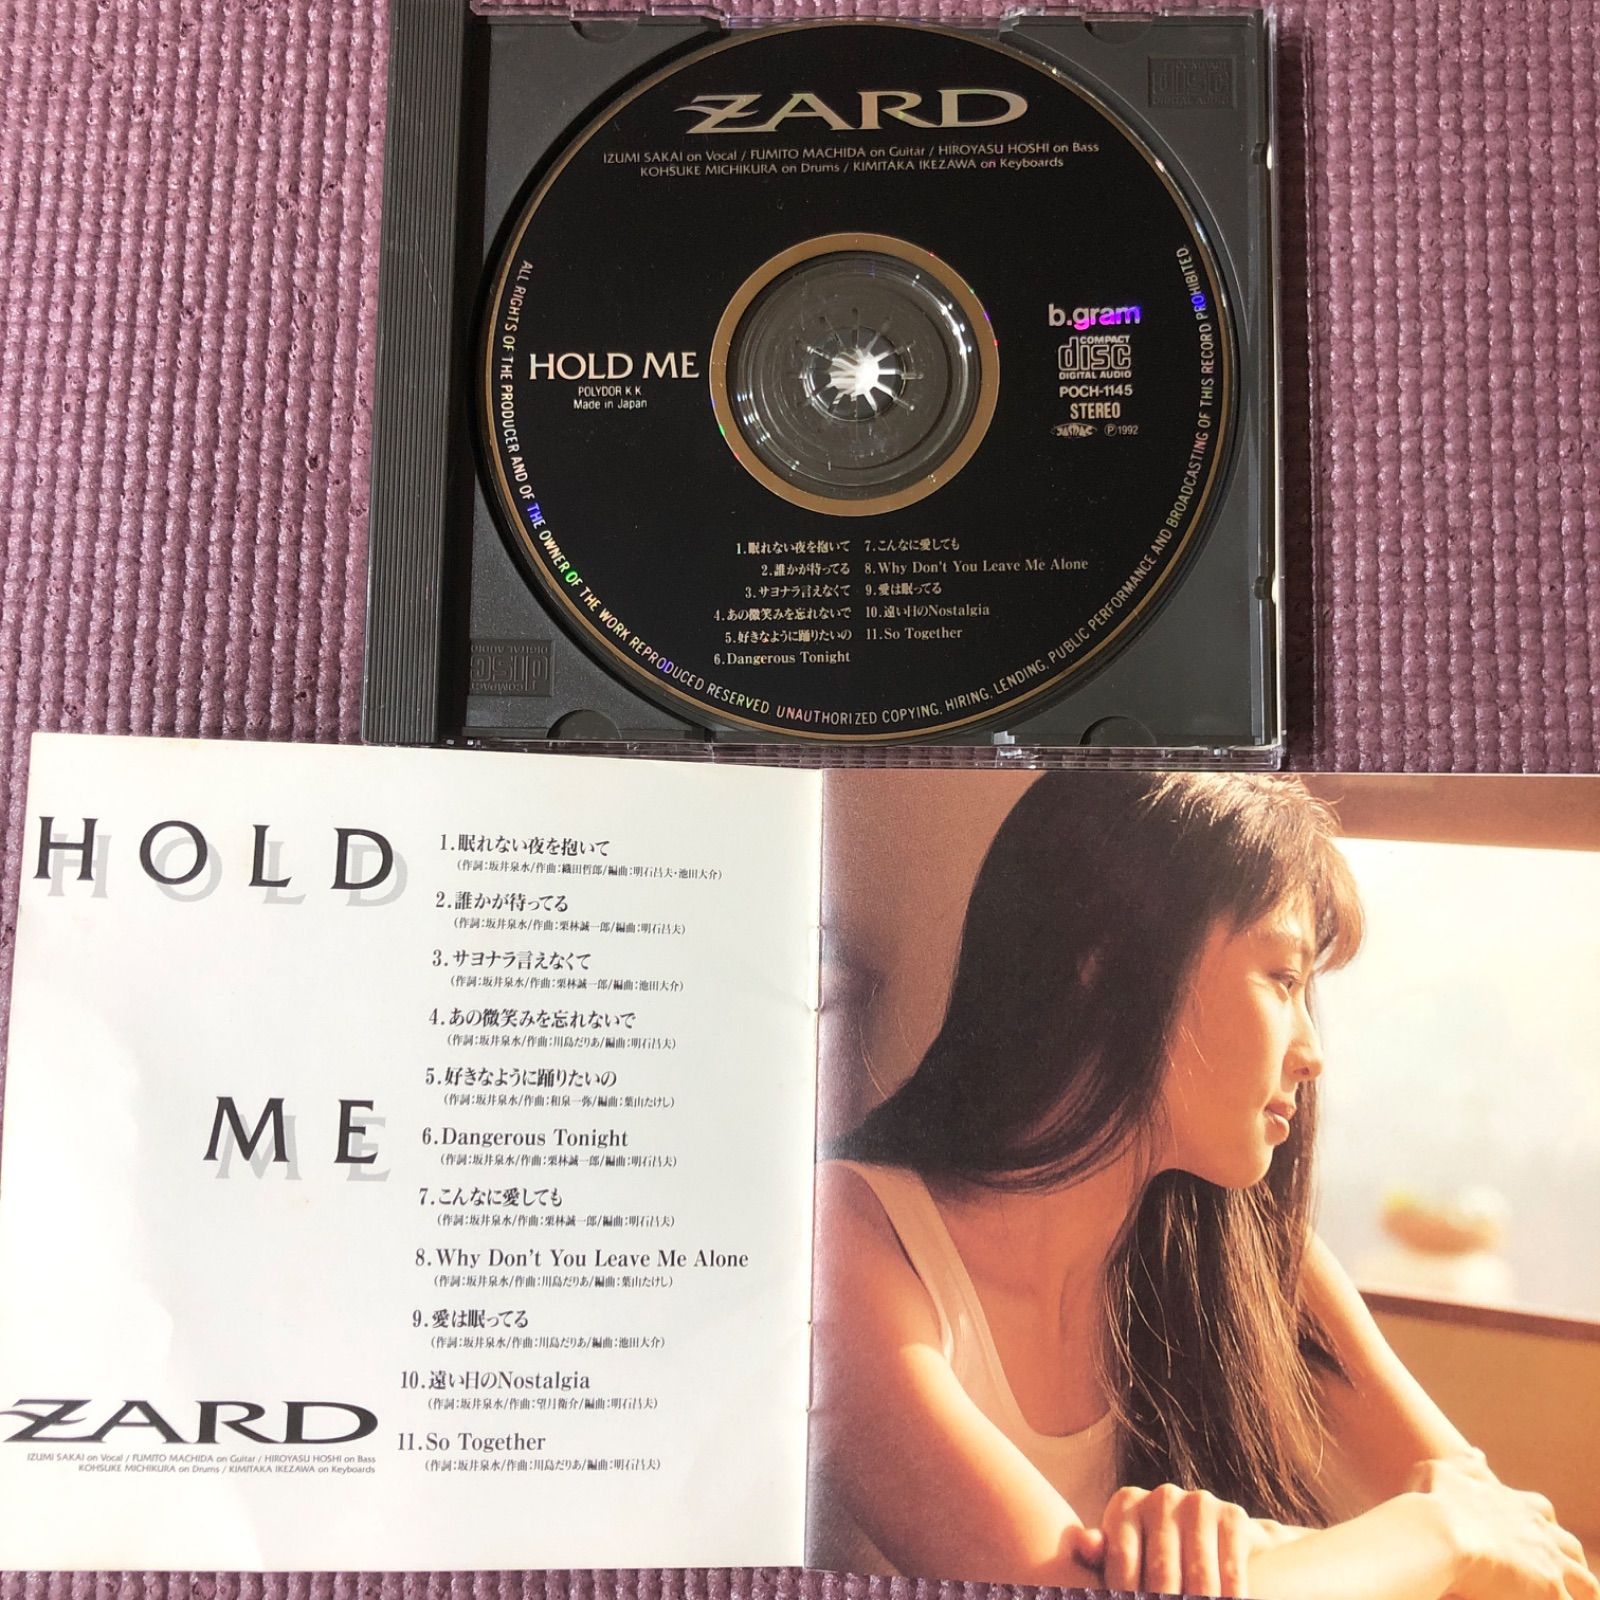 ZARD
IZUMI SAKAI on Vocal / FUMITO MACHIDA on Guitar / HIROYASU HOSHI on Bass
KOHSUKE MICHIKURA on Drums / KIMITAKA IKEZAWA on Keyboards
HOLD ME
POLYDOR K K
Made in Japan
b.gram
COMPACT
disc
DIGITAL AUDIO
POCH-1145
STEREO
JASRAC ℗1992
1.眠れない夜を抱いて
2.誰かが待ってる
3.サヨナラ言えなくて
4.あの微笑みを忘れないで
5.好きなように踊りたいの
6.Dangerous Tonight
7.こんなに愛しても
8.Why Don't You Leave Me Alone
9.愛は眠ってる
10.遠い日のNostalgia
11.So Together
ALL RIGHTS OF THE PRODUCER AND OF THE OWNER OF THE WORK REPRODUCED RESERVED. UNAUTHORIZED COPYING, HIRING, LENDING, PUBLIC PERFORMANCE AND BROADCASTING OF THIS RECORD PROHIBITED.
COMPACT
disc
DIGITAL AUDIO
COMPACT
disc
DIGITAL AUDIO
HOLD
ME
1.眠れない夜を抱いて
(作詞:坂井泉水/作曲:織田哲郎/編曲:明石昌夫・池田大介)
2.誰かが待ってる
(作詞:坂井泉水/作曲:栗林誠一郎/編曲:明石昌夫)
3.サヨナラ言えなくて
(作詞:坂井泉水/作曲:栗林誠一郎/編曲:池田大介)
4.あの微笑みを忘れないで
(作詞:坂井泉水/作曲:川島だりあ/編曲:明石昌夫)
5.好きなように踊りたいの
(作詞:坂井泉水/作曲:和泉一弥/編曲:葉山たけし)
6.Dangerous Tonight
(作詞:坂井泉水/作曲:栗林誠一郎/編曲:明石昌夫)
7.こんなに愛しても
(作詞:坂井泉水/作曲:栗林誠一郎/編曲:明石昌夫)
8.Why Don't You Leave Me Alone
(作詞:坂井泉水/作曲:川島だりあ/編曲:葉山たけし)
9.愛は眠ってる
(作詞:坂井泉水/作曲:川島だりあ/編曲:池田大介)
10.遠い日のNostalgia
(作詞:坂井泉水/作曲:望月衛介/編曲:明石昌夫)
11.So Together
(作詞:坂井泉水/作曲:川島だりあ/編曲:明石昌夫)
ZARD
IZUMI SAKAI on Vocal / FUMITO MACHIDA on Guitar / HIROYASU HOSHI on Bass
KOHSUKE MICHIKURA on Drums / KIMITAKA IKEZAWA on Keyboards